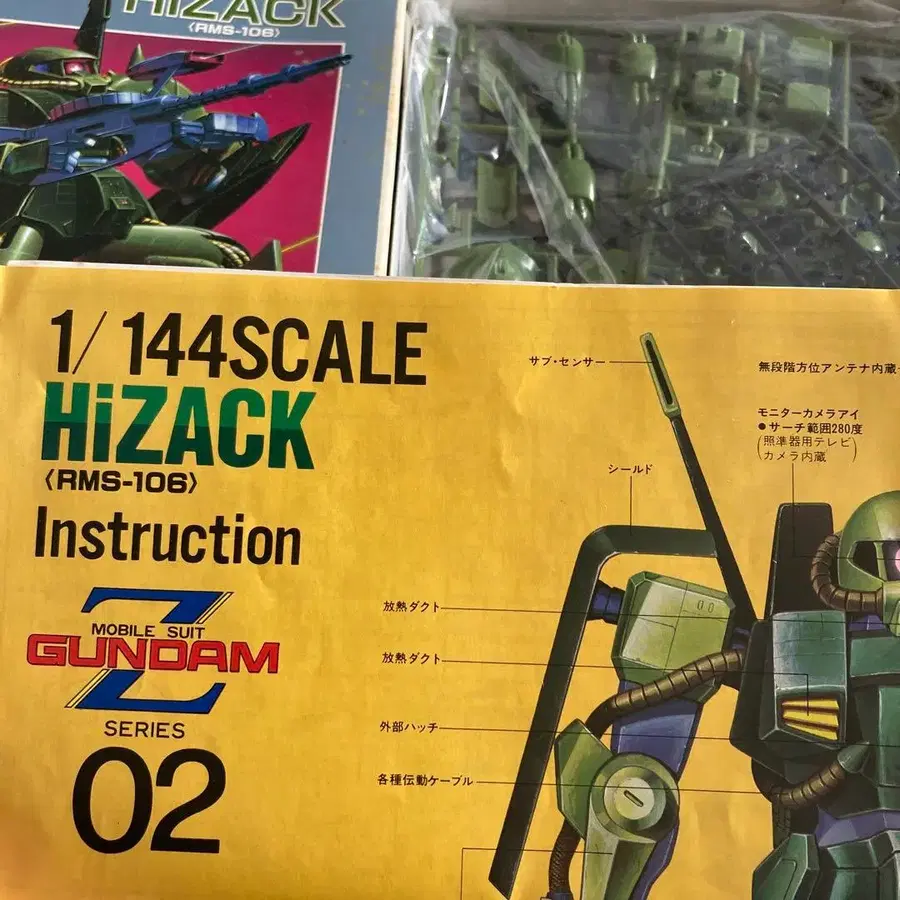 HIZACK
〈RMS-106〉
1/144SCALE
HiZACK
〈RMS-106〉
Instruction
MOBILE SUIT
GUNDAM
Z
SERIES
02
サブ・センサー
無段階方位アンテナ内蔵
モニターカメラアイ
●サーチ範囲280度
(照準器用テレビ
カメラ内蔵)
シールド
放熱ダクト
放熱ダクト
外部ハッチ
各種伝動ケーブル